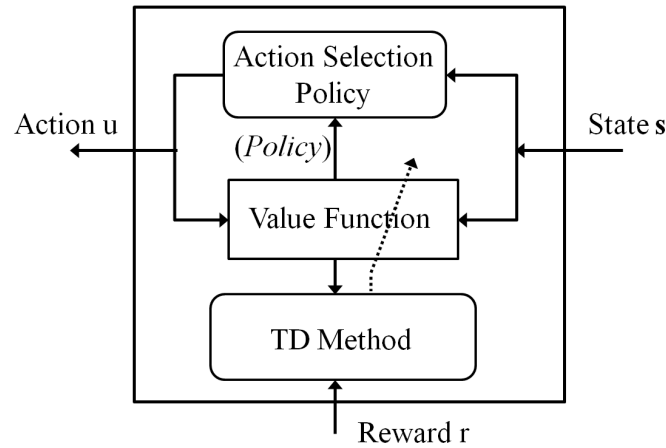 Action Selection
Policy
Action u
State s
(Policy)
Value Function
TD Method
Reward r